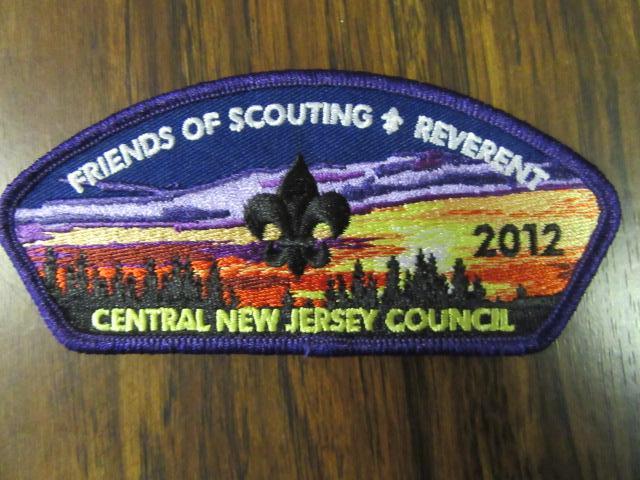 FRIENDS OF SCOUTING ⚜ REVERENT
2012
CENTRAL NEW JERSEY COUNCIL